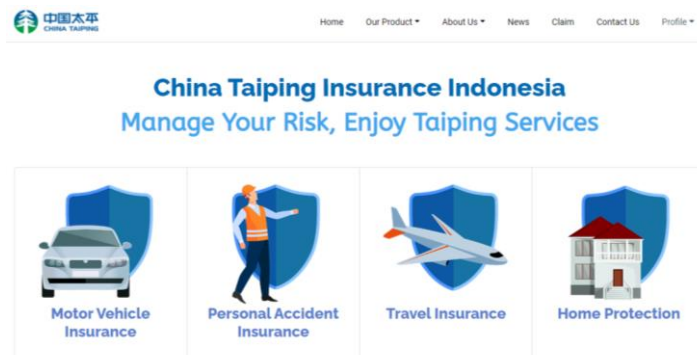 中国太平
CHINA TAIPING
Home Our Product About Us News Claim Contact Us Profile
China Taiping Insurance Indonesia
Manage Your Risk, Enjoy Taiping Services
Motor Vehicle Insurance
Personal Accident Insurance
Travel Insurance
Home Protection